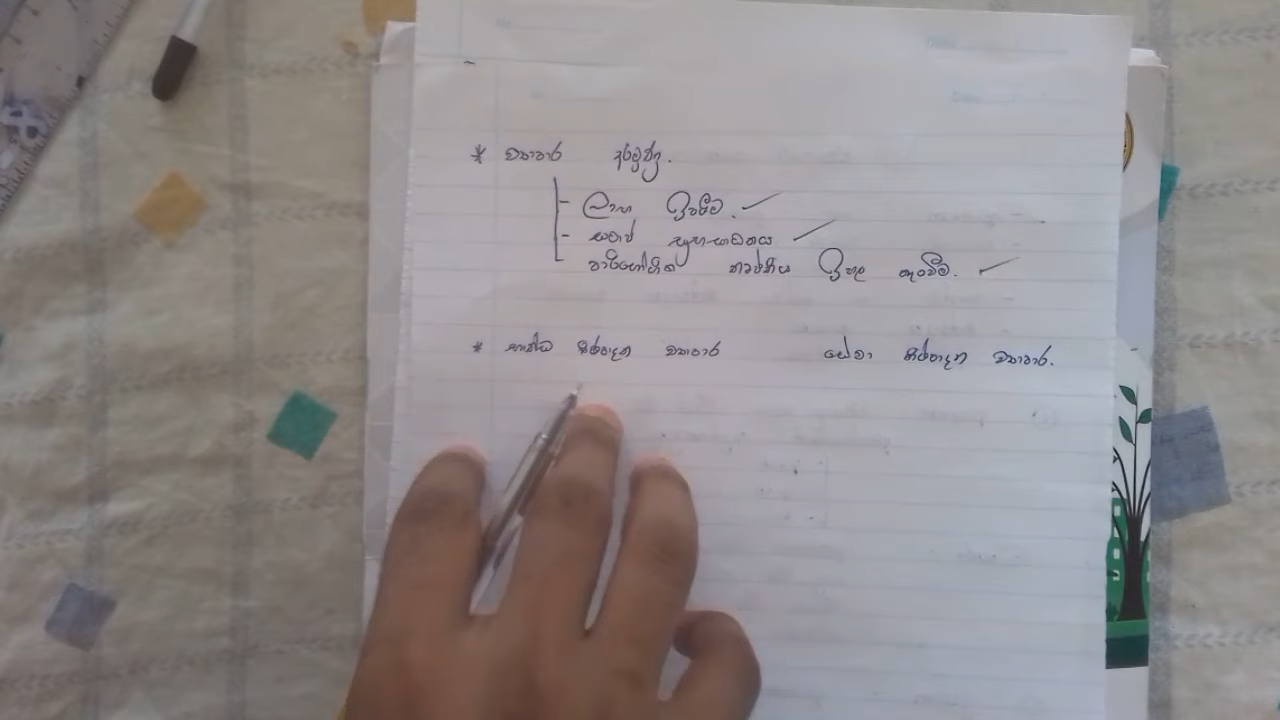 * ව්‍යාපාර අරමුණු.
- ලාභ ඉපයීම.
- සමාජ සුභසාධනය
පාරිභෝගික තෘප්තිය ඉහළ නැංවීම.
* භාණ්ඩ නිෂ්පාදන ව්‍යාපාර සේවා නිෂ්පාදන ව්‍යාපාර.